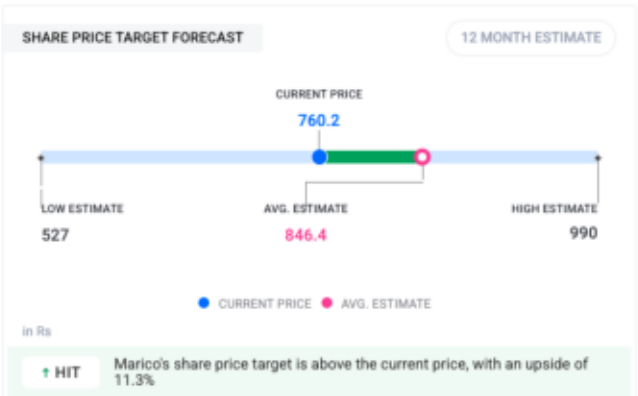 SHARE PRICE TARGET FORECAST
12 MONTH ESTIMATE
CURRENT PRICE
760.2
LOW ESTIMATE
AVG. ESTIMATE
HIGH ESTIMATE
527
846.4
990
CURRENT PRICE
AVG. ESTIMATE
in Rs
↑ HIT
Marico's share price target is above the current price, with an upside of
11.3%